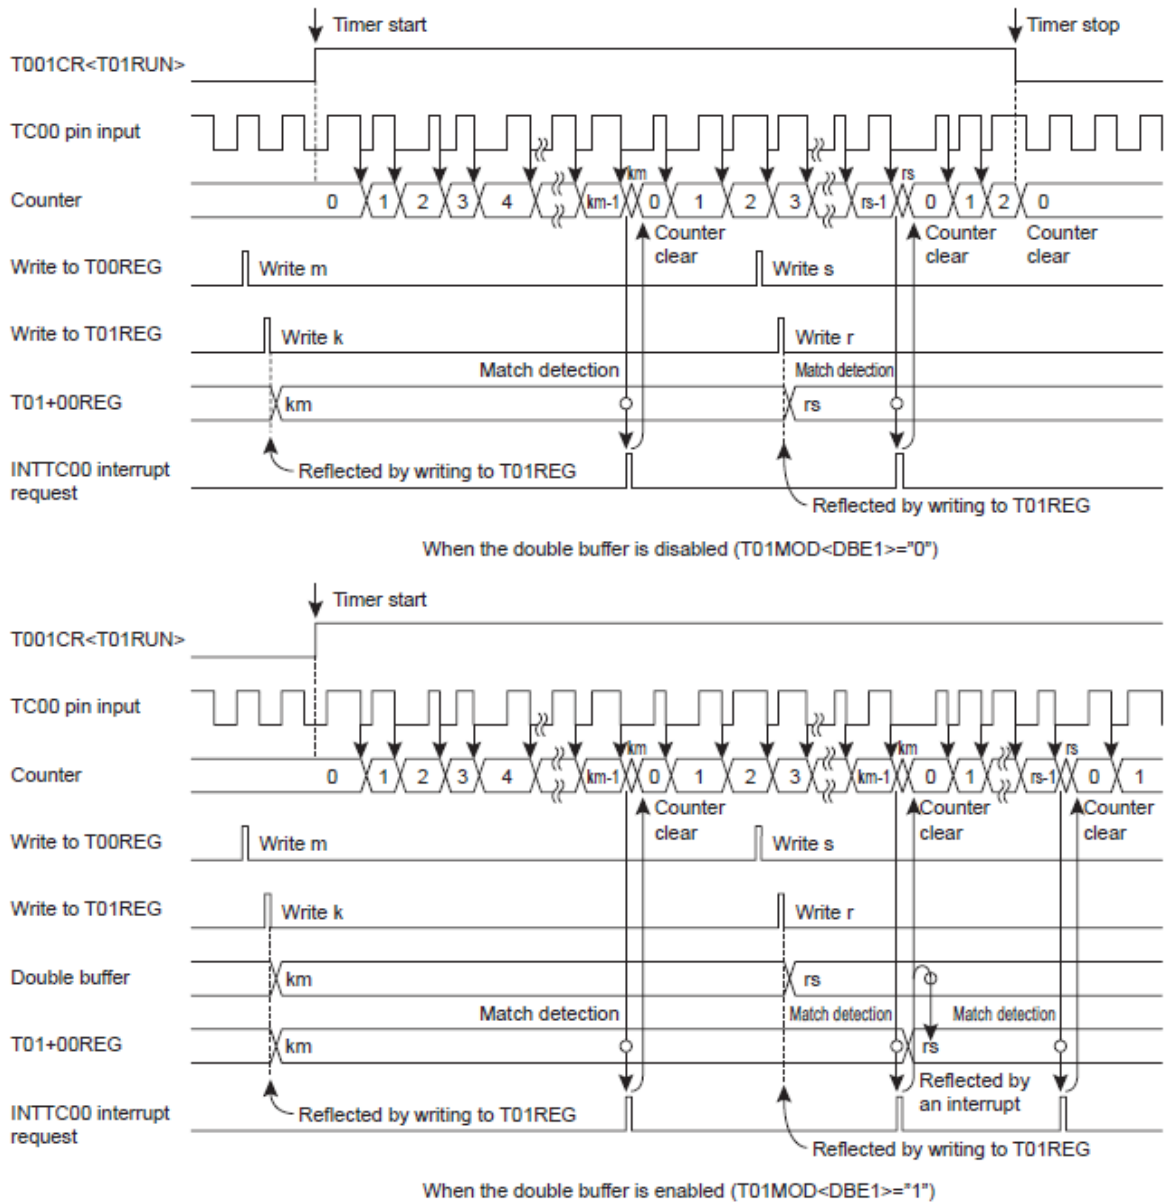 Timer start
Timer stop
T001CR<T01RUN>
TC00 pin input
km
rs
Counter
0 1 2 3 4 km-1 0 1 2 3 rs-1 0 1 2 0
Counter clear
Counter clear
Counter clear
Write to T00REG
Write m
Write s
Write to T01REG
Write k
Write r
Match detection
Match detection
T01+00REG
km
rs
INTTC00 interrupt request
Reflected by writing to T01REG
Reflected by writing to T01REG
When the double buffer is disabled (T01MOD<DBE1>="0")
Timer start
T001CR<T01RUN>
TC00 pin input
km
km
rs
Counter
0 1 2 3 4 km-1 0 1 2 3 km-1 0 1 rs-1 0 1
Counter clear
Counter clear
Counter clear
Write to T00REG
Write m
Write s
Write to T01REG
Write k
Write r
Double buffer
km
rs
Match detection
Match detection
Match detection
T01+00REG
km
rs
Reflected by an interrupt
INTTC00 interrupt request
Reflected by writing to T01REG
Reflected by writing to T01REG
When the double buffer is enabled (T01MOD<DBE1>="1")